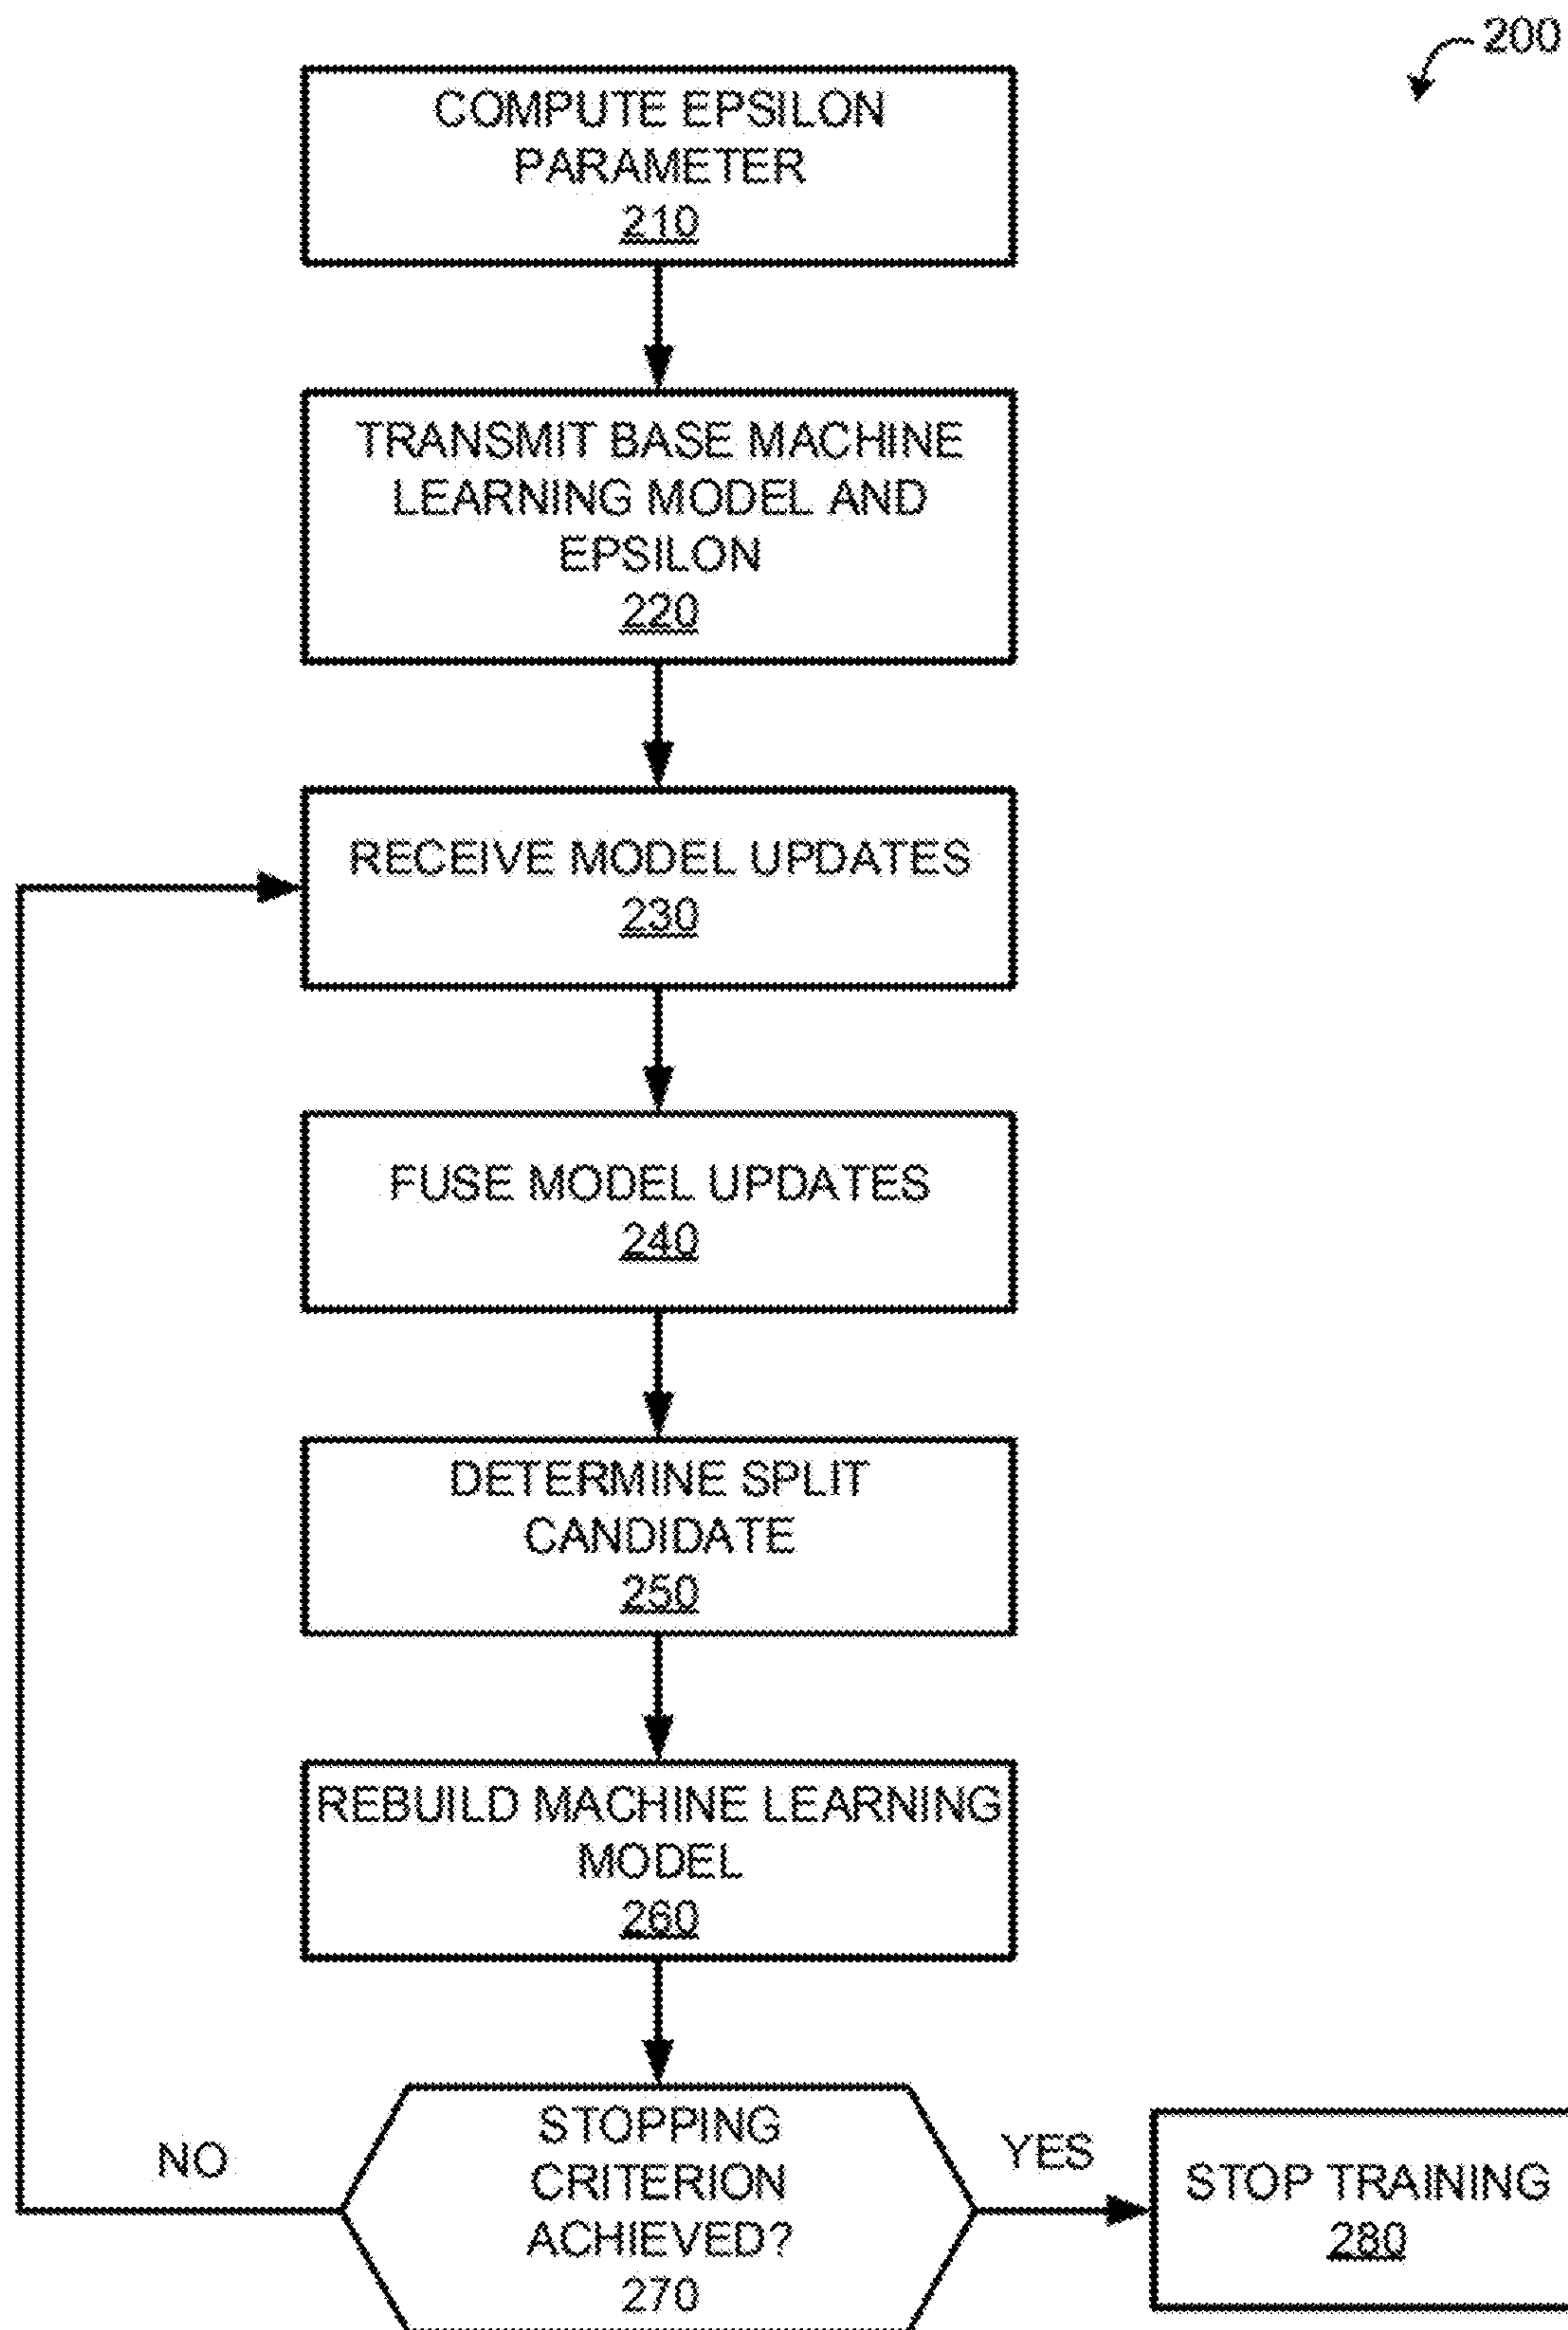 200
COMPUTE EPSILON
PARAMETER
210
TRANSMIT BASE MACHINE
LEARNING MODEL AND
EPSILON
220
RECEIVE MODEL UPDATES
230
FUSE MODEL UPDATES
240
DETERMINE SPLIT
CANDIDATE
250
REBUILD MACHINE LEARNING
MODEL
260
NO
STOPPING
CRITERION
ACHIEVED?
270
YES
STOP TRAINING
280